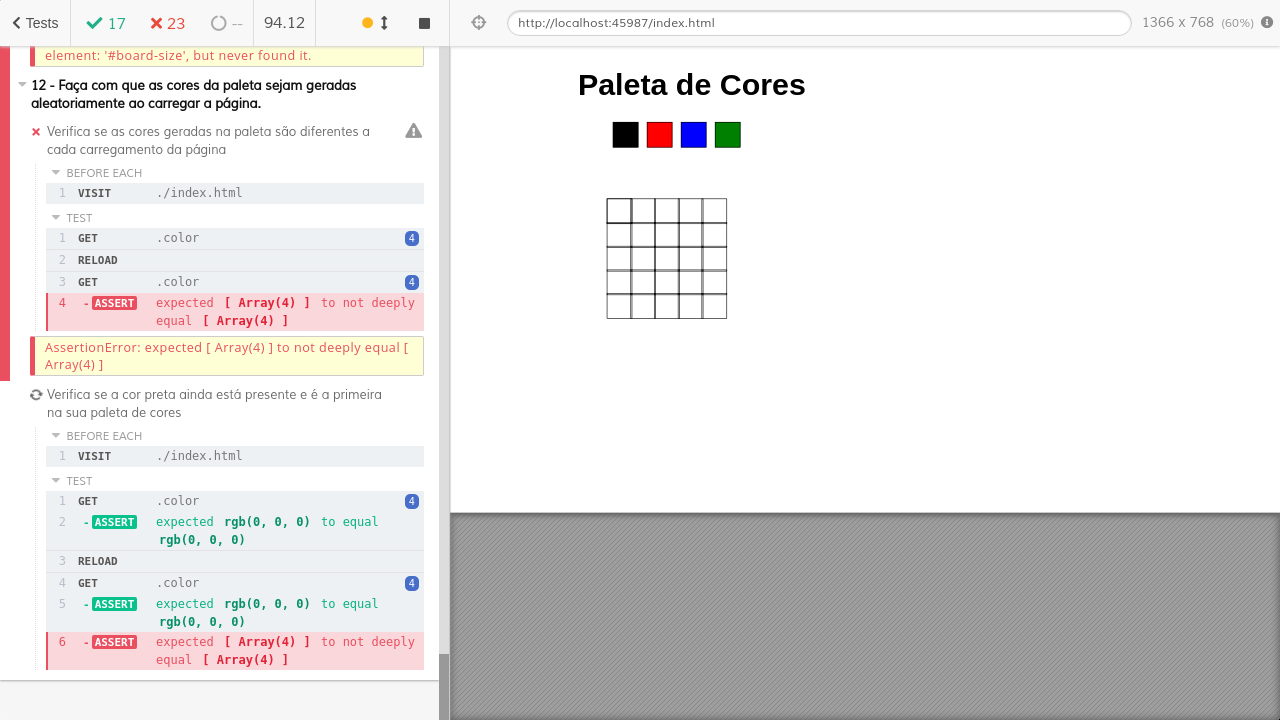 Tests
17
23
--
94.12
http://localhost:45987/index.html
1366 x 768 (60%)
element: '#board-size', but never found it.
12 - Faça com que as cores da paleta sejam geradas
aleatoriamente ao carregar a página.
Verifica se as cores geradas na paleta são diferentes a
cada carregamento da página
BEFORE EACH
1 VISIT ./index.html
TEST
1 GET .color 4
2 RELOAD
3 GET .color 4
4 -ASSERT expected [ Array(4) ] to not deeply
equal [ Array(4) ]
AssertionError: expected [ Array(4) ] to not deeply equal [
Array(4) ]
Verifica se a cor preta ainda está presente e é a primeira
na sua paleta de cores
BEFORE EACH
1 VISIT ./index.html
TEST
1 GET .color 4
2 -ASSERT expected rgb(0, 0, 0) to equal
rgb(0, 0, 0)
3 RELOAD
4 GET .color 4
5 -ASSERT expected rgb(0, 0, 0) to equal
rgb(0, 0, 0)
6 -ASSERT expected [ Array(4) ] to not deeply
equal [ Array(4) ]
Paleta de Cores